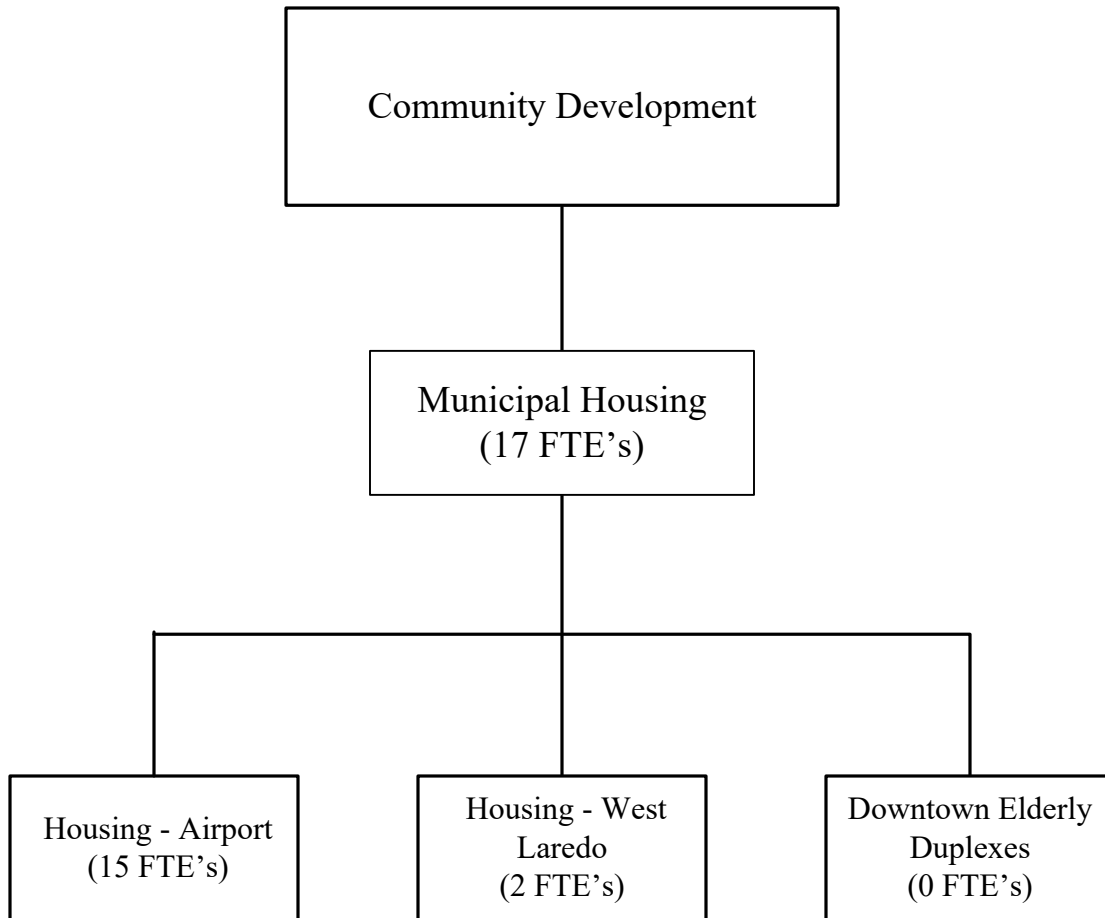 Community Development
Municipal Housing
(17 FTE’s)
Housing - Airport
(15 FTE’s)
Housing - West
Laredo
(2 FTE’s)
Downtown Elderly
Duplexes
(0 FTE’s)